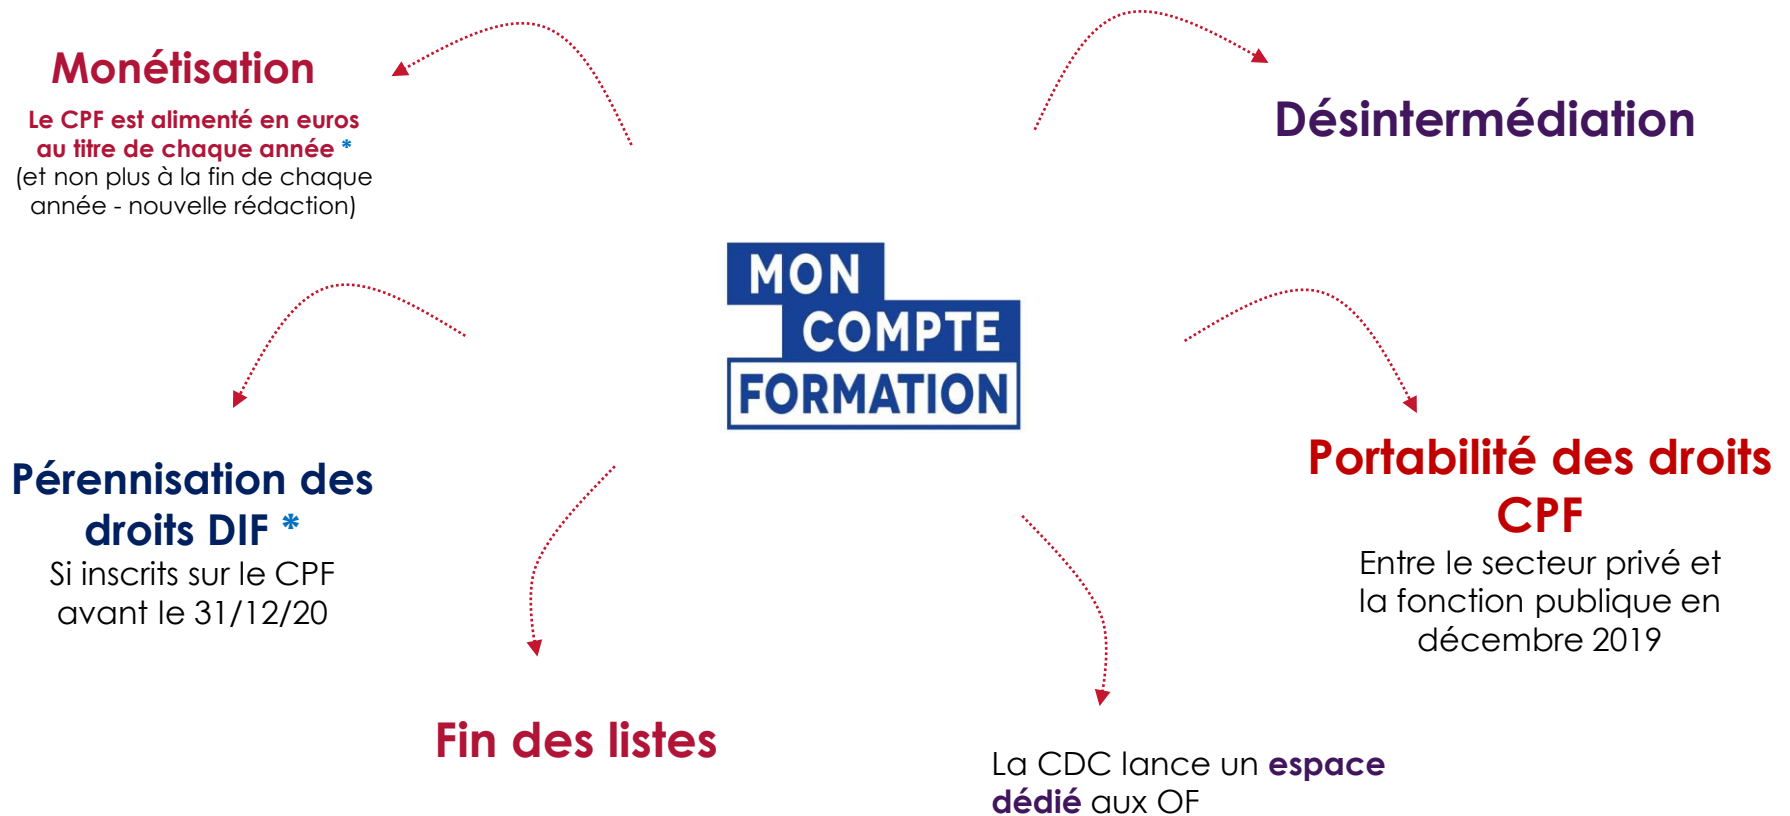 Monétisation
Le CPF est alimenté en euros
au titre de chaque année *
(et non plus à la fin de chaque
année - nouvelle rédaction)
Désintermédiation
MON
COMPTE
FORMATION
Pérennisation des
droits DIF *
Si inscrits sur le CPF
avant le 31/12/20
Portabilité des droits
CPF
Entre le secteur privé et
la fonction publique en
décembre 2019
Fin des listes
La CDC lance un espace
dédié aux OF